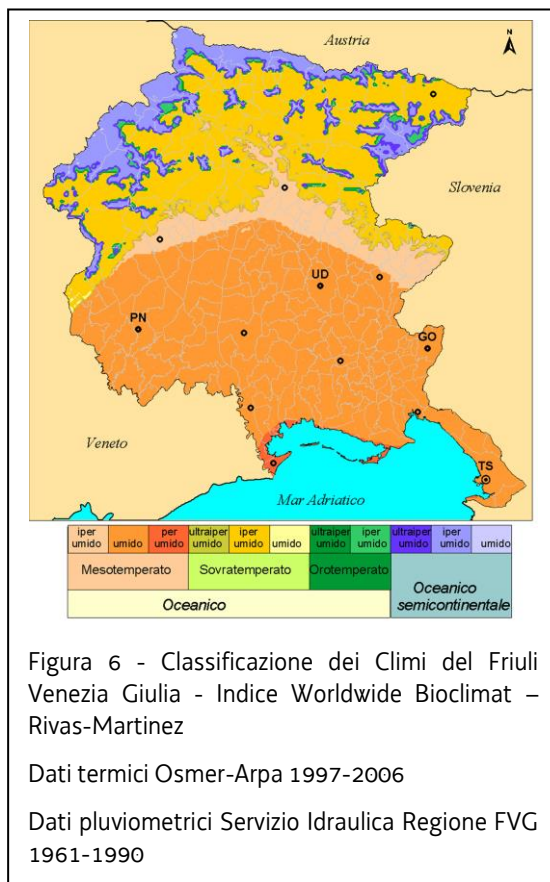 Austria
N
Slovenia
UD
PN
GO
Veneto
TS
Mar Adriatico
iper umido
umido
per umido
ultraiper umido
iper umido
umido
ultraiper umido
iper umido
ultraiper umido
iper umido
umido
Mesotemperato
Sovratemperato
Orotemperato
Oceanico semicontinentale
Oceanico
Figura 6 - Classificazione dei Climi del Friuli
Venezia Giulia - Indice Worldwide Bioclimat –
Rivas-Martinez
Dati termici Osmer-Arpa 1997-2006
Dati pluviometrici Servizio Idraulica Regione FVG
1961-1990